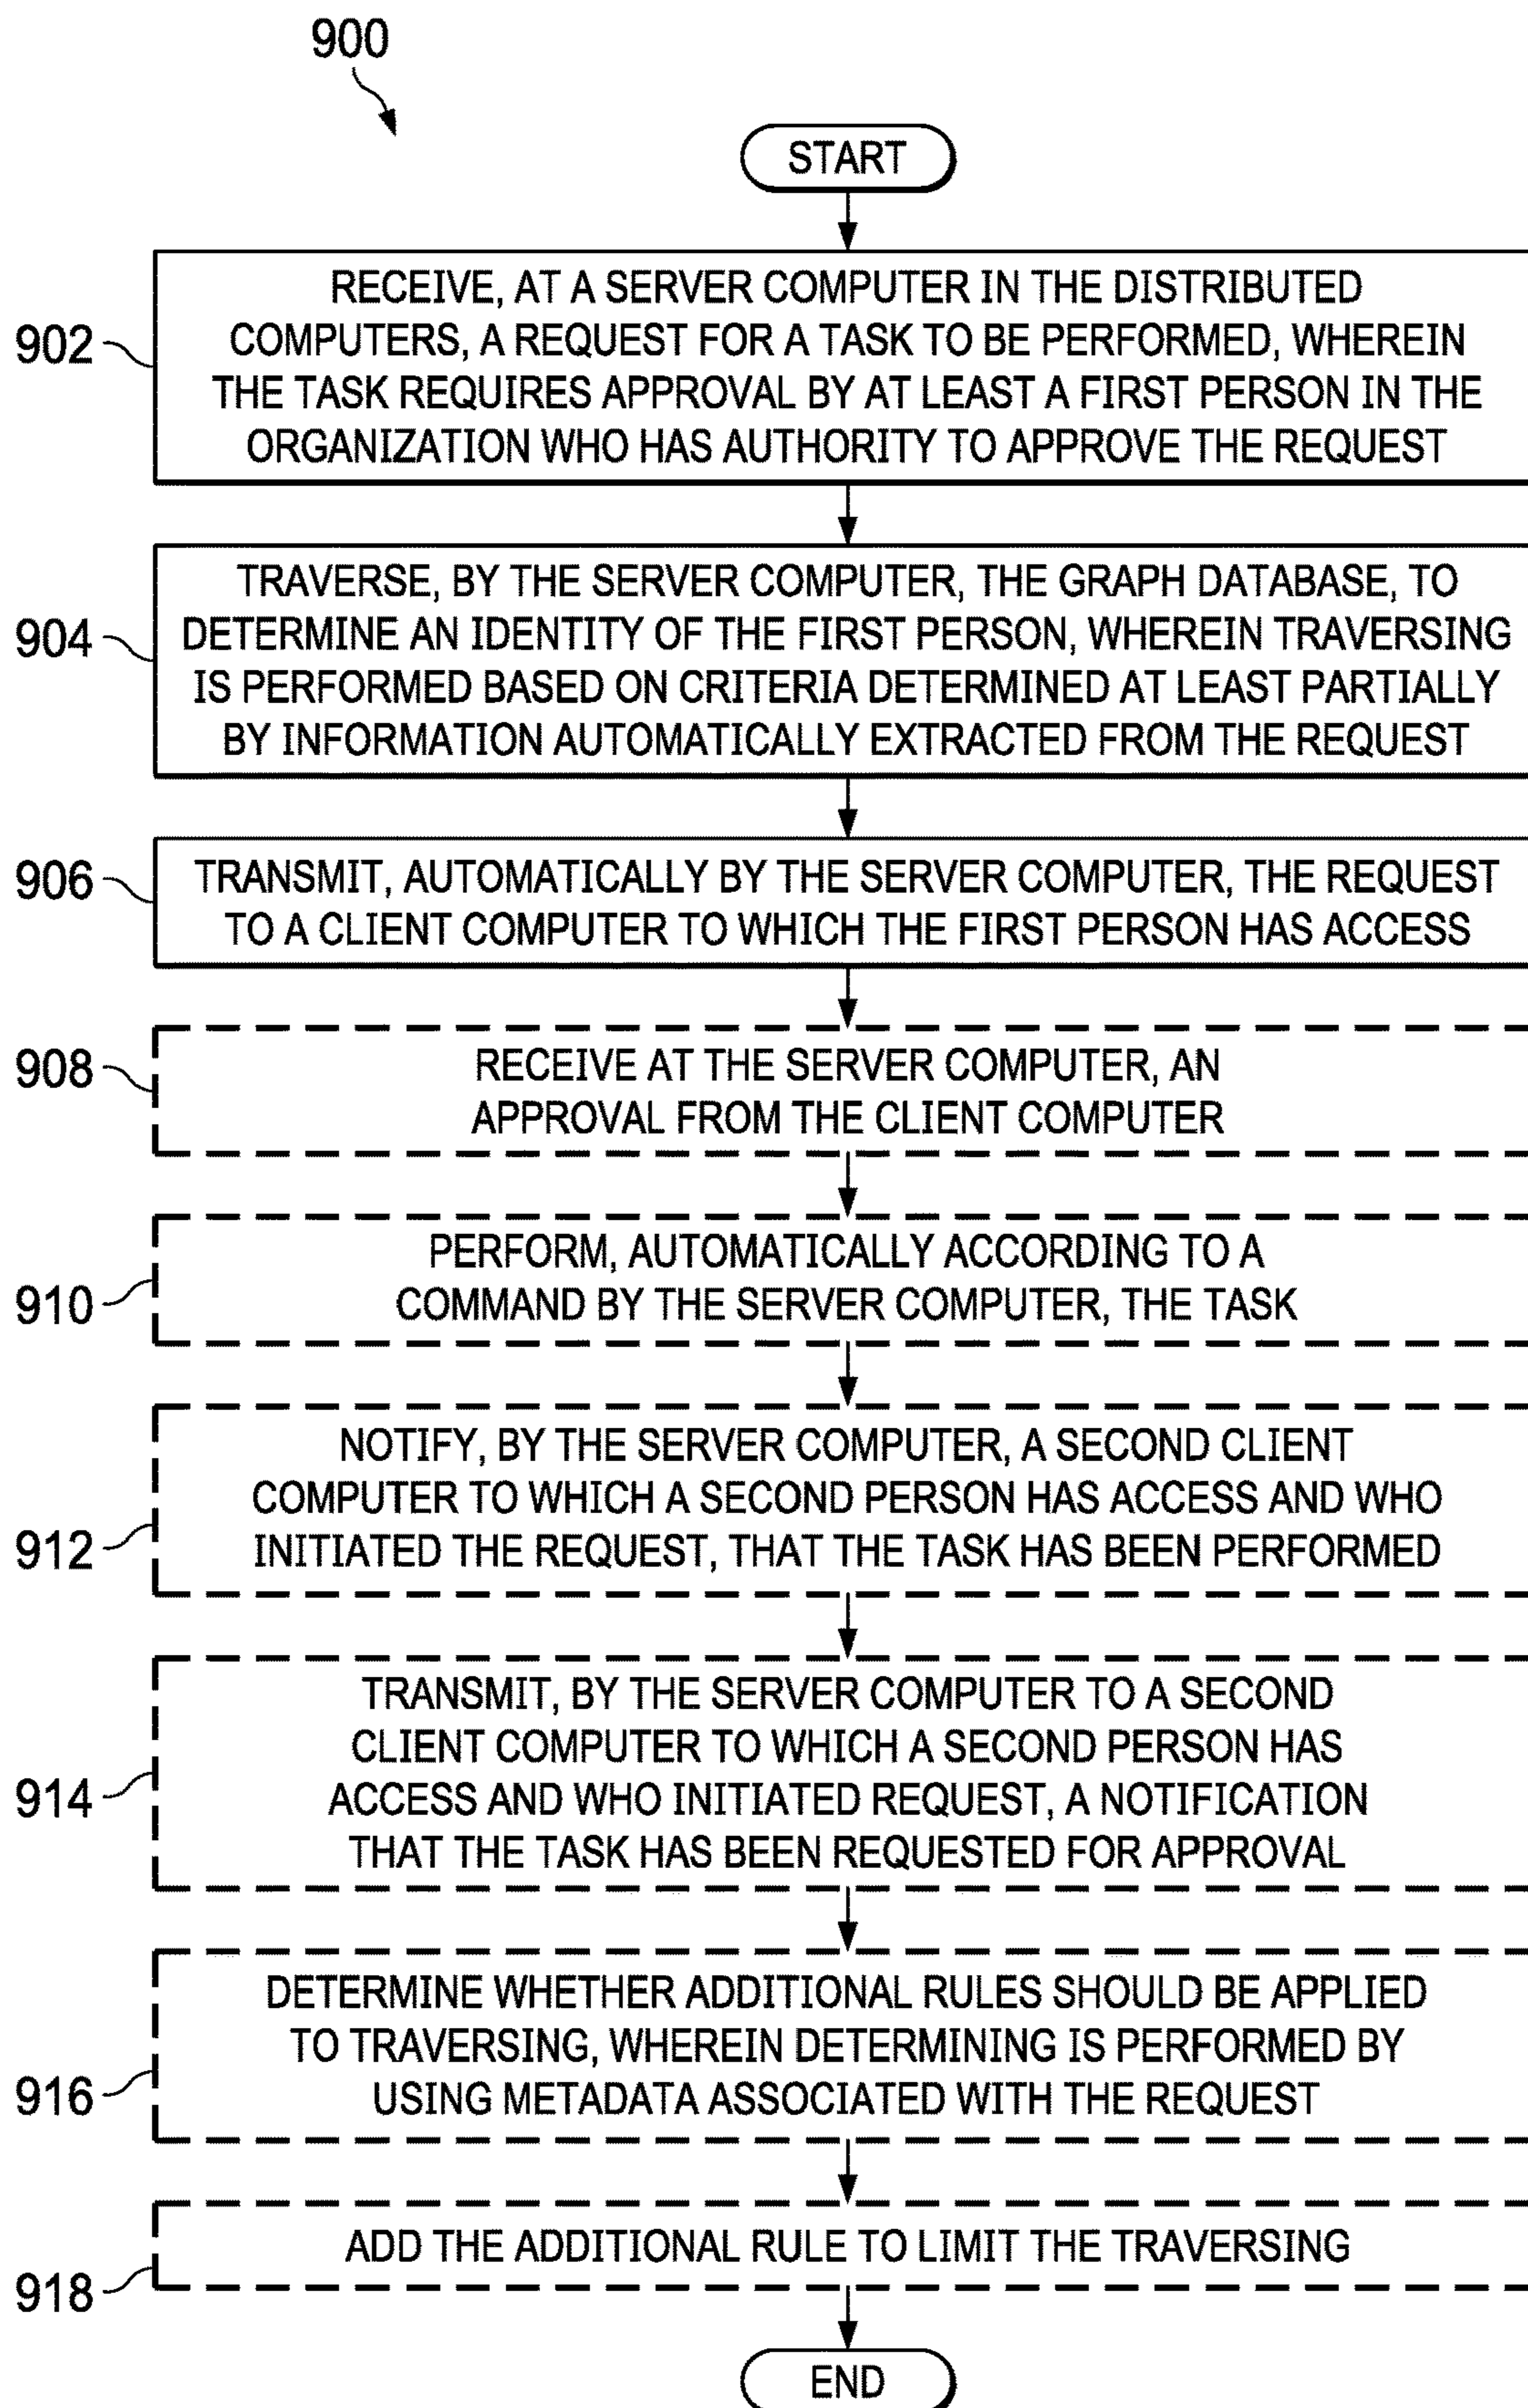 900
START
902
RECEIVE, AT A SERVER COMPUTER IN THE DISTRIBUTED
COMPUTERS, A REQUEST FOR A TASK TO BE PERFORMED, WHEREIN
THE TASK REQUIRES APPROVAL BY AT LEAST A FIRST PERSON IN THE
ORGANIZATION WHO HAS AUTHORITY TO APPROVE THE REQUEST
904
TRAVERSE, BY THE SERVER COMPUTER, THE GRAPH DATABASE, TO
DETERMINE AN IDENTITY OF THE FIRST PERSON, WHEREIN TRAVERSING
IS PERFORMED BASED ON CRITERIA DETERMINED AT LEAST PARTIALLY
BY INFORMATION AUTOMATICALLY EXTRACTED FROM THE REQUEST
906
TRANSMIT, AUTOMATICALLY BY THE SERVER COMPUTER, THE REQUEST
TO A CLIENT COMPUTER TO WHICH THE FIRST PERSON HAS ACCESS
908
RECEIVE AT THE SERVER COMPUTER, AN
APPROVAL FROM THE CLIENT COMPUTER
910
PERFORM, AUTOMATICALLY ACCORDING TO A
COMMAND BY THE SERVER COMPUTER, THE TASK
912
NOTIFY, BY THE SERVER COMPUTER, A SECOND CLIENT
COMPUTER TO WHICH A SECOND PERSON HAS ACCESS AND WHO
INITIATED THE REQUEST, THAT THE TASK HAS BEEN PERFORMED
914
TRANSMIT, BY THE SERVER COMPUTER TO A SECOND
CLIENT COMPUTER TO WHICH A SECOND PERSON HAS
ACCESS AND WHO INITIATED REQUEST, A NOTIFICATION
THAT THE TASK HAS BEEN REQUESTED FOR APPROVAL
916
DETERMINE WHETHER ADDITIONAL RULES SHOULD BE APPLIED
TO TRAVERSING, WHEREIN DETERMINING IS PERFORMED BY
USING METADATA ASSOCIATED WITH THE REQUEST
918
ADD THE ADDITIONAL RULE TO LIMIT THE TRAVERSING
END